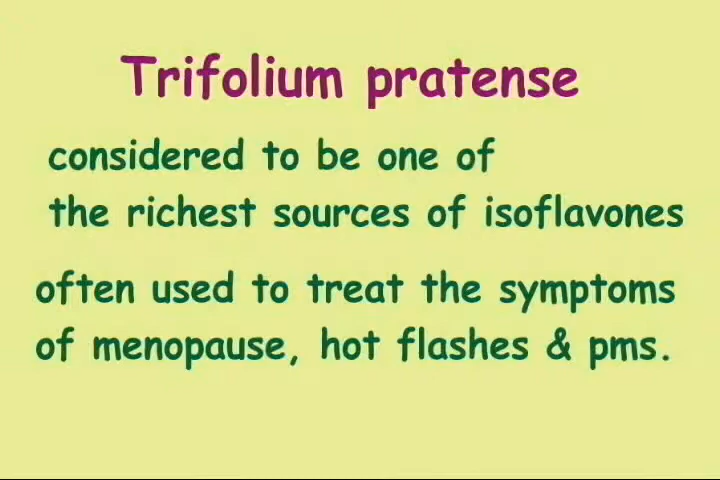 Trifolium pratense
considered to be one of
the richest sources of isoflavones
often used to treat the symptoms
of menopause, hot flashes & pms.